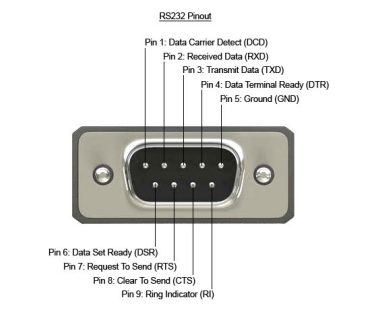 RS232 Pinout
Pin 1: Data Carrier Detect (DCD)
Pin 2: Received Data (RXD)
Pin 3: Transmit Data (TXD)
Pin 4: Data Terminal Ready (DTR)
Pin 5: Ground (GND)
Pin 6: Data Set Ready (DSR)
Pin 7: Request To Send (RTS)
Pin 8: Clear To Send (CTS)
Pin 9: Ring Indicator (RI)